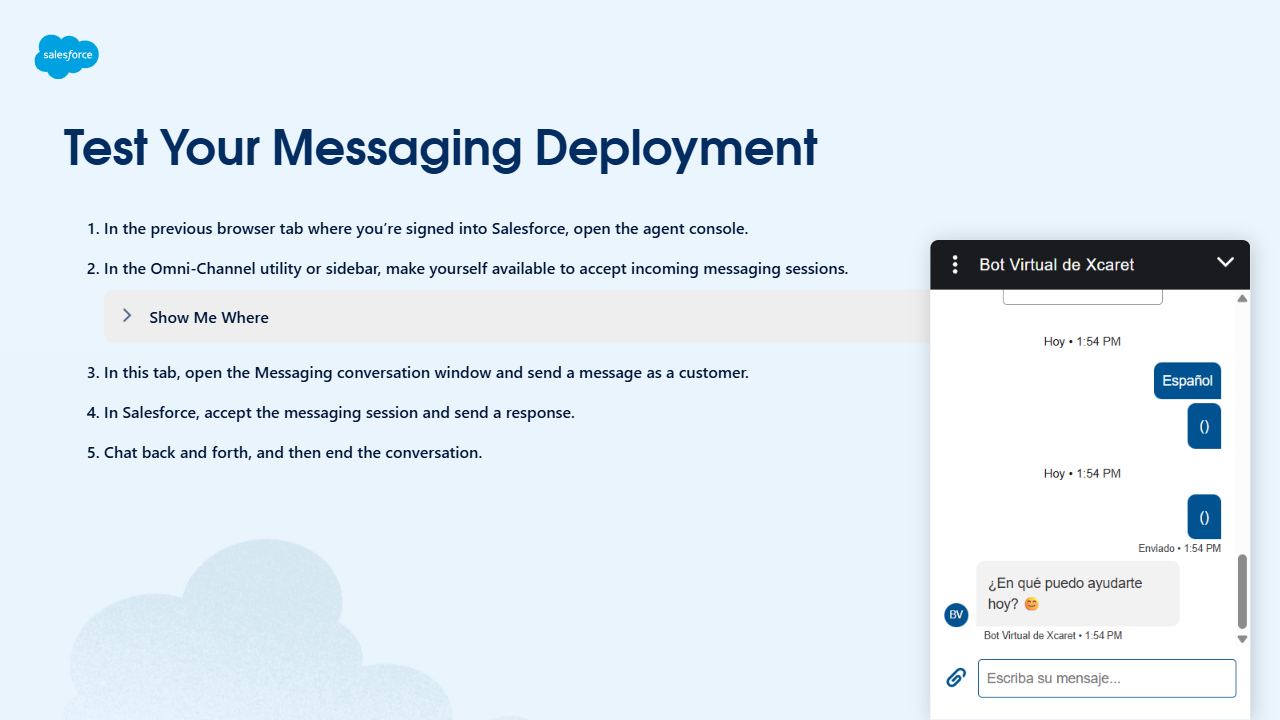 salesforce
Test Your Messaging Deployment
1. In the previous browser tab where you’re signed into Salesforce, open the agent console.
2. In the Omni-Channel utility or sidebar, make yourself available to accept incoming messaging sessions.
Show Me Where
3. In this tab, open the Messaging conversation window and send a message as a customer.
4. In Salesforce, accept the messaging session and send a response.
5. Chat back and forth, and then end the conversation.
Bot Virtual de Xcaret
Hoy • 1:54 PM
Español
()
Hoy • 1:54 PM
()
Enviado • 1:54 PM
¿En qué puedo ayudarte
hoy? 😊
BV
Bot Virtual de Xcaret • 1:54 PM
Escriba su mensaje...